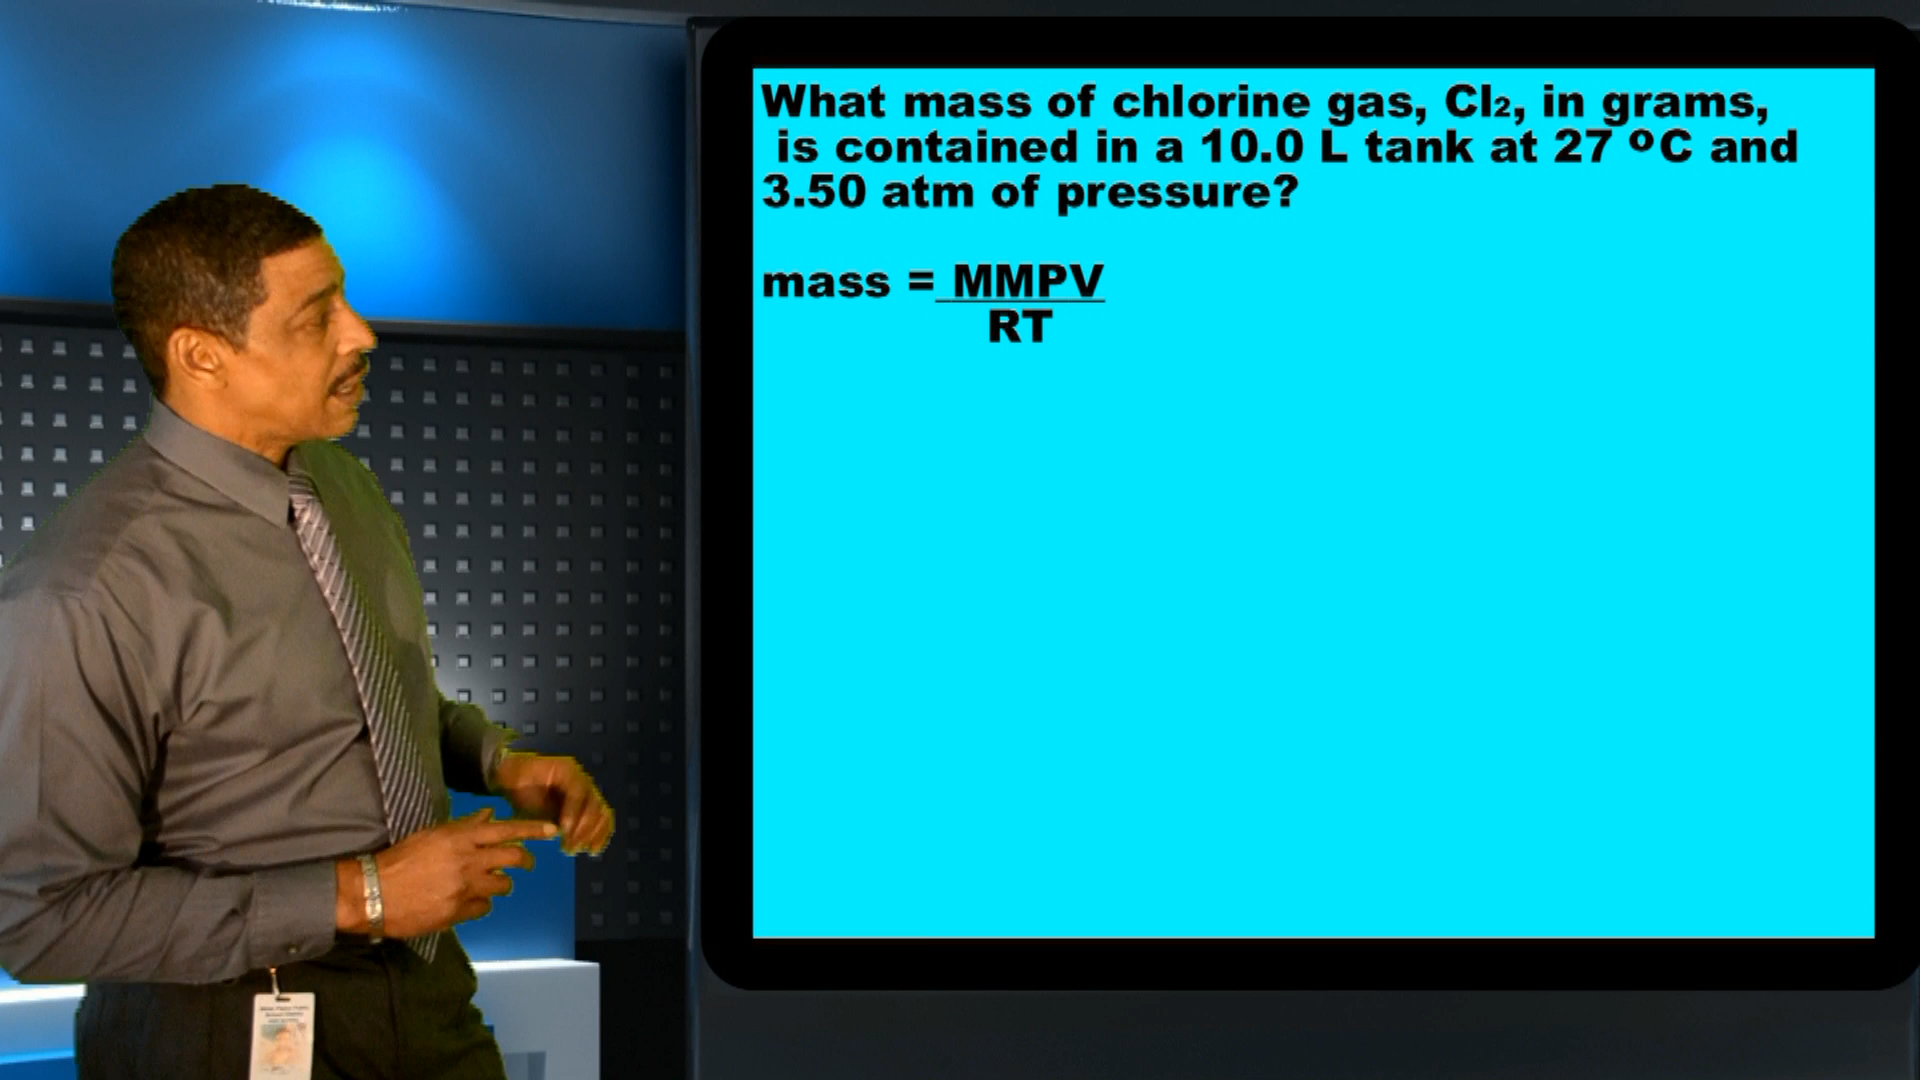 What mass of chlorine gas, Cl₂, in grams,
is contained in a 10.0 L tank at 27 ºC and
3.50 atm of pressure?
mass = MMPV
RT